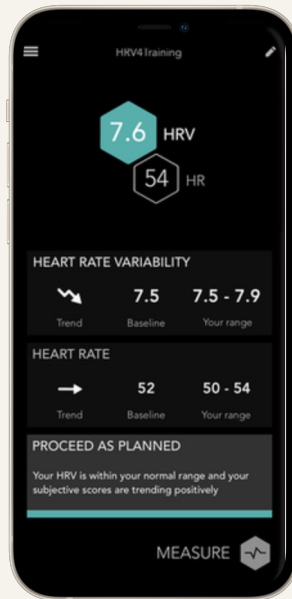 HRV4Training
7.6 HRV
54 HR
HEART RATE VARIABILITY
7.5 7.5 - 7.9
Trend Baseline Your range
HEART RATE
52 50 - 54
Trend Baseline Your range
PROCEED AS PLANNED
Your HRV is within your normal range and your
subjective scores are trending positively
MEASURE